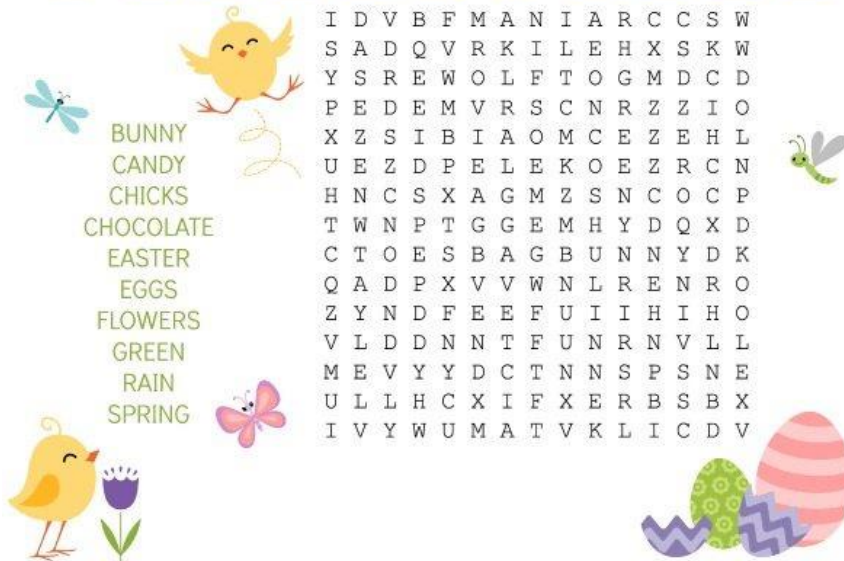 BUNNY
CANDY
CHICKS
CHOCOLATE
EASTER
EGGS
FLOWERS
GREEN
RAIN
SPRING
I D V B F M A N I A R C C S W
S A D Q V R K I L E H X S K W
Y S R E W O L F T O G M D C D
P E D E M V R S C N R Z Z I O
X Z S I B I A O M C E Z E H L
U E Z D P E L E K O E Z R C N
H N C S X A G M Z S N C O C P
T W N P T G G E M H Y D Q X D
C T O E S B A G B U N N Y D K
Q A D P X V V W N L R E N R O
Z Y N D F E E F U I I H I H O
V L D D N N T F U N R N V L L
M E V Y Y D C T N N S P S N E
U L L H C X I F X E R B S B X
I V Y W U M A T V K L I C D V